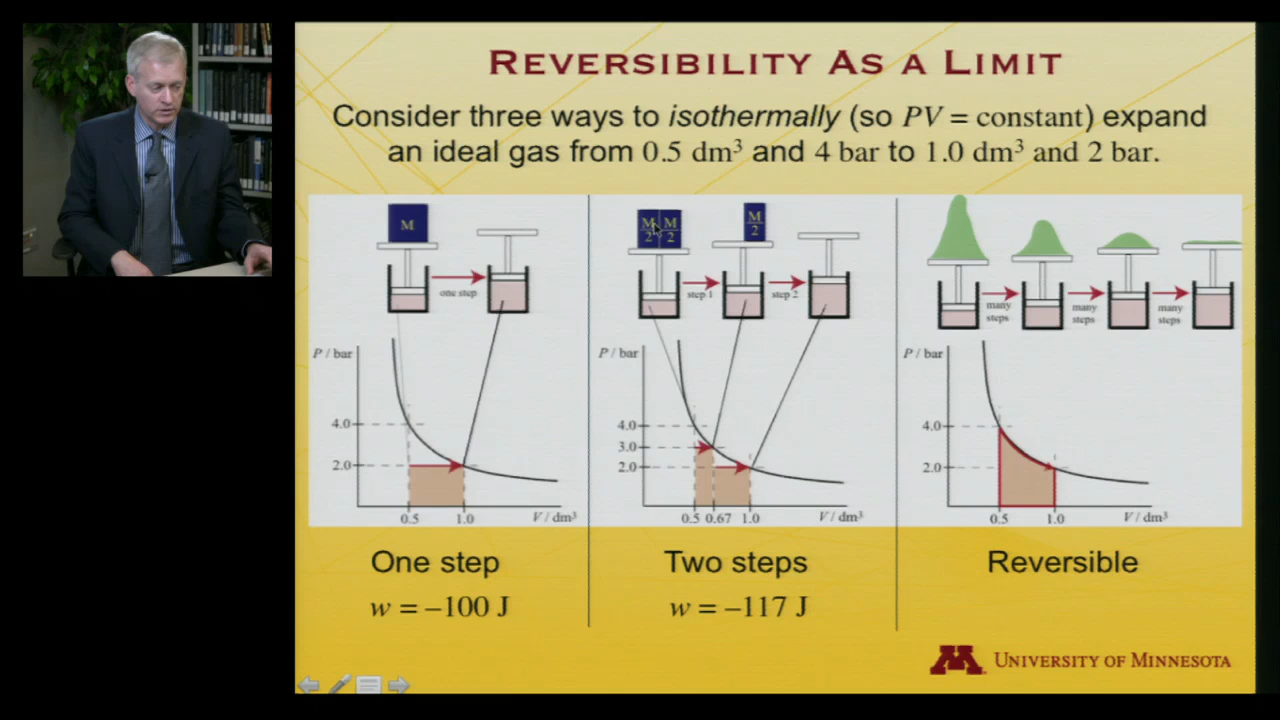 REVERSIBILITY AS A LIMIT
Consider three ways to isothermally (so PV = constant) expand
an ideal gas from 0.5 dm³ and 4 bar to 1.0 dm³ and 2 bar.
M
one step
P / bar
4.0
2.0
0.5 1.0 V / dm³
One step
w = –100 J
M/2 M/2
M/2
step 1
step 2
P / bar
4.0
3.0
2.0
0.5 0.67 1.0 V / dm³
Two steps
w = –117 J
many
steps
many
steps
many
steps
P / bar
4.0
2.0
0.5 1.0 V / dm³
Reversible
M UNIVERSITY OF MINNESOTA